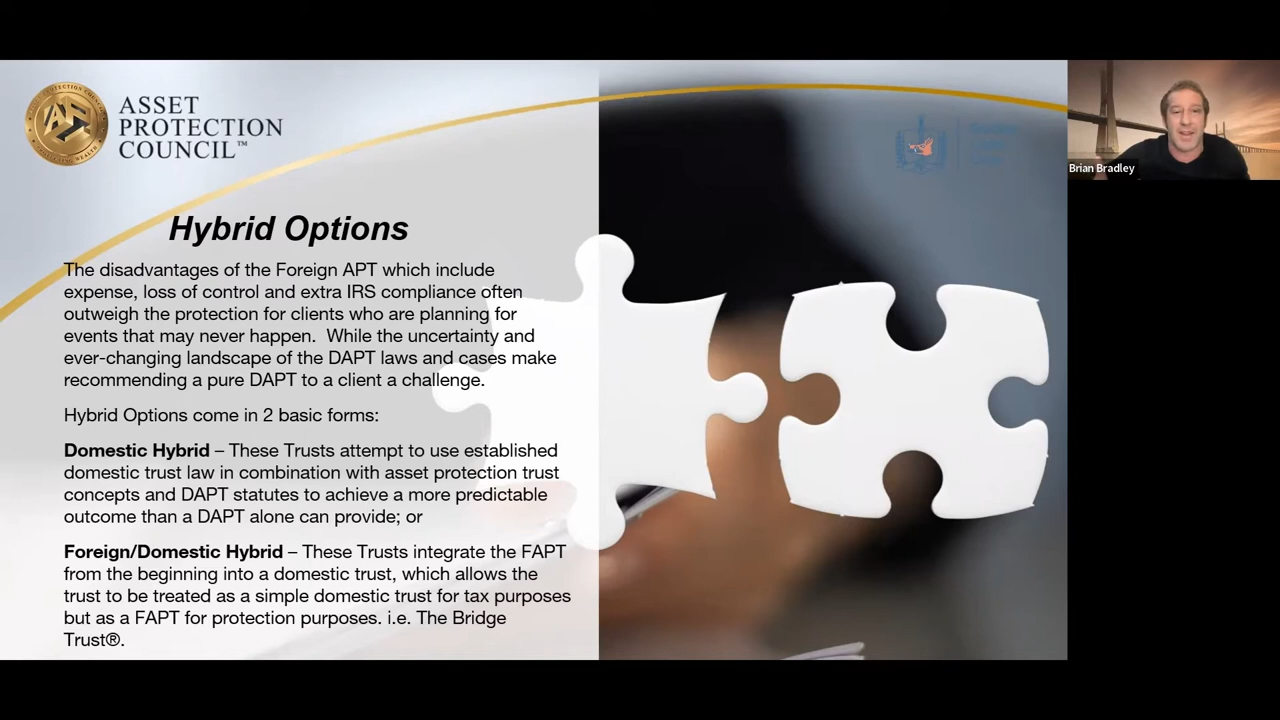 ASSET
PROTECTION
COUNCIL™
Brian Bradley
Hybrid Options
The disadvantages of the Foreign APT which include
expense, loss of control and extra IRS compliance often
outweigh the protection for clients who are planning for
events that may never happen.  While the uncertainty and
ever-changing landscape of the DAPT laws and cases make
recommending a pure DAPT to a client a challenge.
Hybrid Options come in 2 basic forms:
Domestic Hybrid – These Trusts attempt to use established
domestic trust law in combination with asset protection trust
concepts and DAPT statutes to achieve a more predictable
outcome than a DAPT alone can provide; or
Foreign/Domestic Hybrid – These Trusts integrate the FAPT
from the beginning into a domestic trust, which allows the
trust to be treated as a simple domestic trust for tax purposes
but as a FAPT for protection purposes. i.e. The Bridge
Trust®.